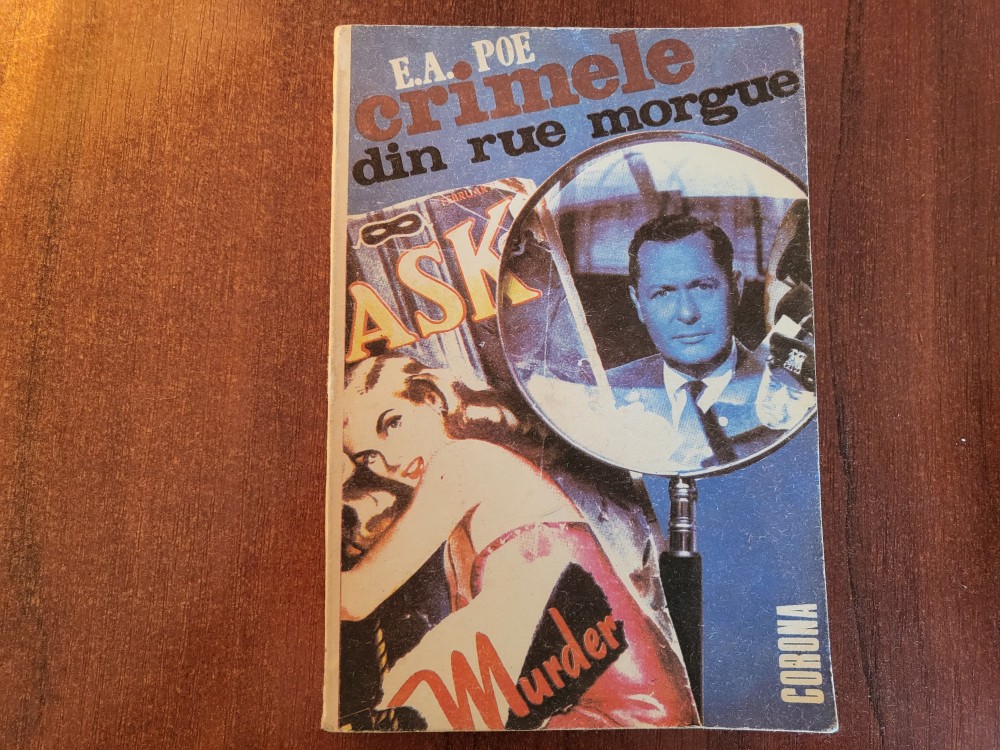 E.A. POE
crimele
din rue morgue
ASK
Murder
CORONA